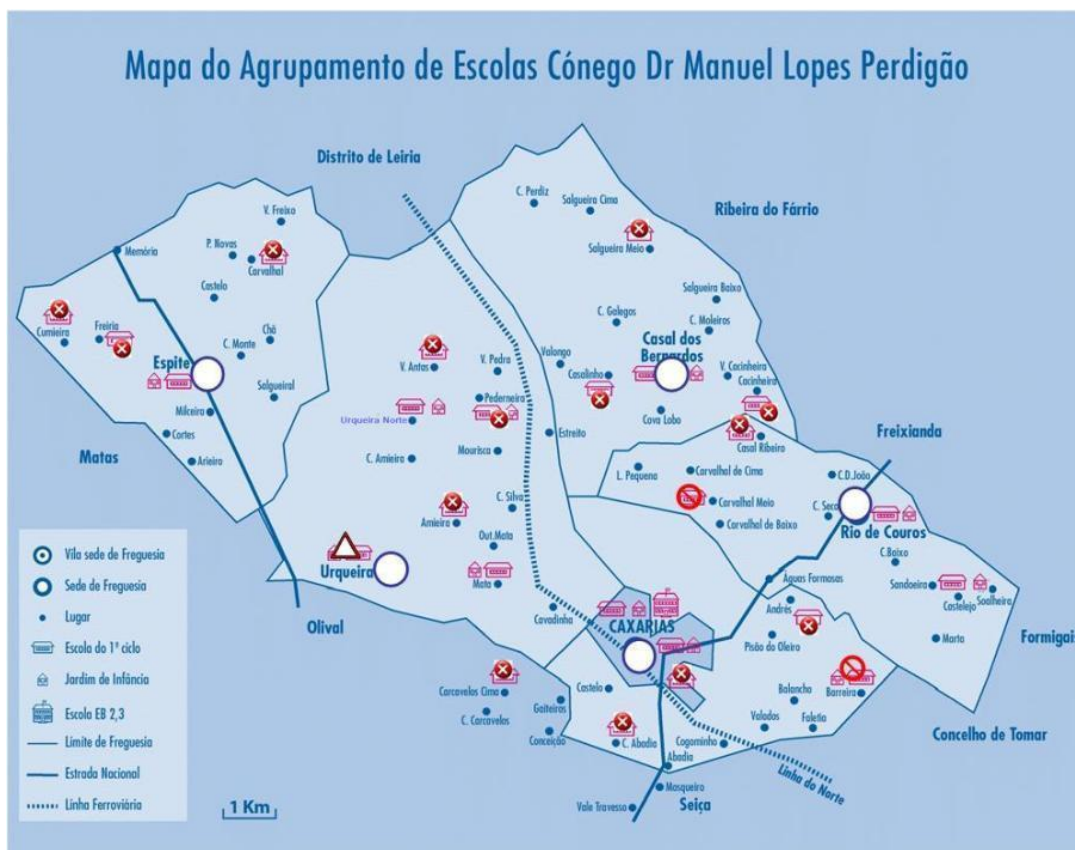 Mapa do Agrupamento de Escolas Cónego Dr Manuel Lopes Perdigão
Distrito de Leiria
Ribeira do Fárrio
C. Perdiz
Salgueira Cima
Salgueira Meio
V. Freixo
P. Novas
Carvalhal
Memória
Castelo
Salgueira Baixo
C. Galegos
C. Moleiros
Cumieira
Freiria
Chã
C. Monte
Espite
Salgueiral
Milceira
Cortes
Arieiro
Matas
V. Antas
V. Pedra
Pederneira
Urqueira Norte
Mourisca
C. Amieira
C. Silva
Amieira
Out.Mata
Urqueira
Mata
Olival
Valongo
Casal dos
Bernardos
Casalinho
V. Cocinheira
Cocinheira
Cova Lobo
Estreito
Casal Ribeiro
Freixianda
L. Pequena
Carvalhal de Cima
C.D.João
Carvalhal Meio
C. Seca
Carvalhal de Baixo
Rio de Couros
C.Baixo
Águas Formosas
Sandoeira
Castelejo
Soalheira
Andrés
Pisão do Oleiro
Marta
Formigais
Cavadinha
CAXARIAS
Carcavelos Cima
C. Carcavelos
Gaiteiros
Conceição
Castelo
C. Abadia
Abadia
Cogominho
Balancho
Barreira
Valados
Foletia
Concelho de Tomar
Linha do Norte
Mosqueiro
Vale Travesso
Seiça
Vila sede de Freguesia
Sede de Freguesia
Lugar
Escola do 1º ciclo
Jardim de Infância
Escola EB 2,3
Limite de Freguesia
Estrada Nacional
Linha Ferroviária
1 Km